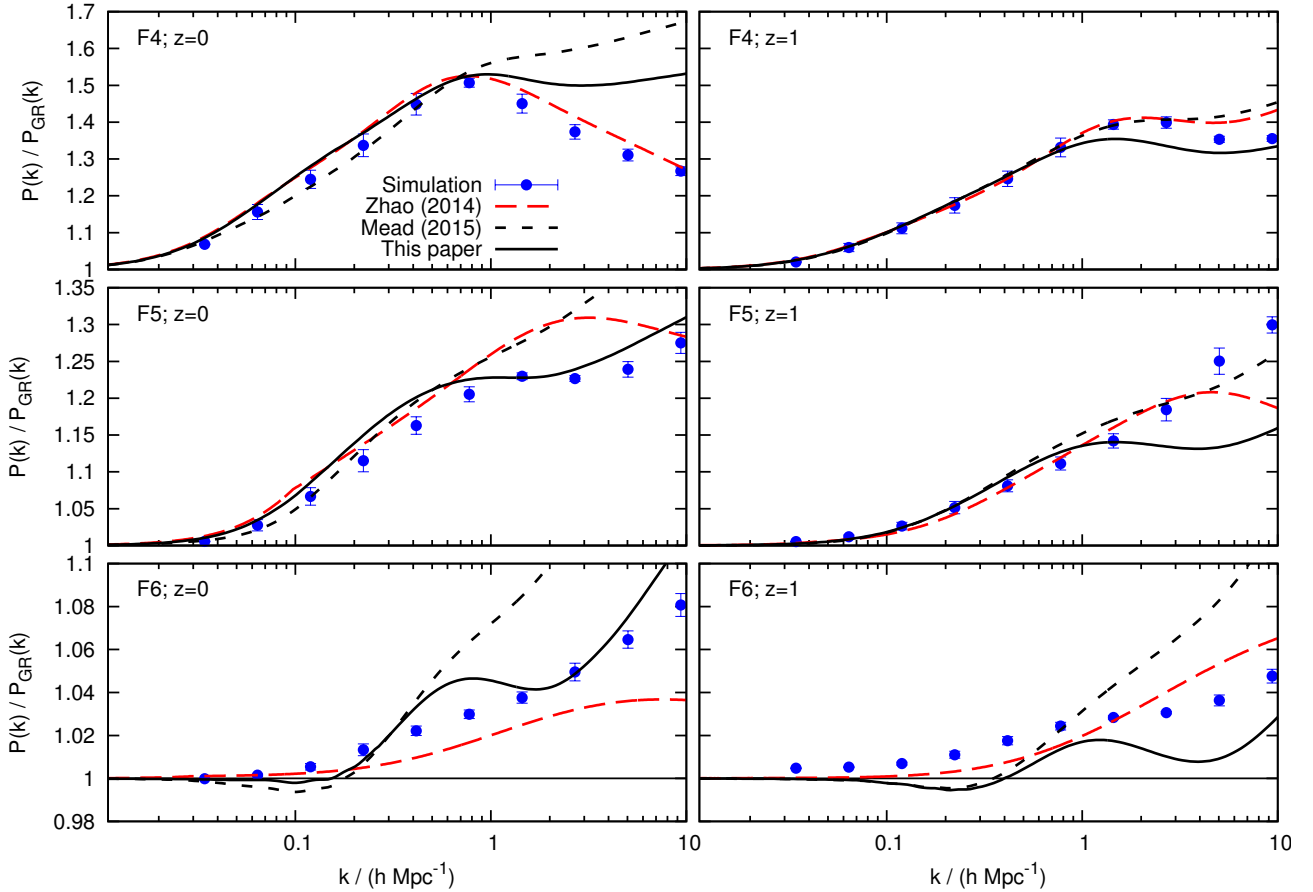 1.7
1.6
1.5
1.4
1.3
1.2
1.1
1
P(k) / P_GR(k)
F4; z=0
Simulation
Zhao (2014)
Mead (2015)
This paper
F4; z=1
1.35
1.3
1.25
1.2
1.15
1.1
1.05
1
P(k) / P_GR(k)
F5; z=0
F5; z=1
1.1
1.08
1.06
1.04
1.02
1
0.98
P(k) / P_GR(k)
F6; z=0
F6; z=1
0.1
1
10
0.1
1
10
k / (h Mpc⁻¹)
k / (h Mpc⁻¹)